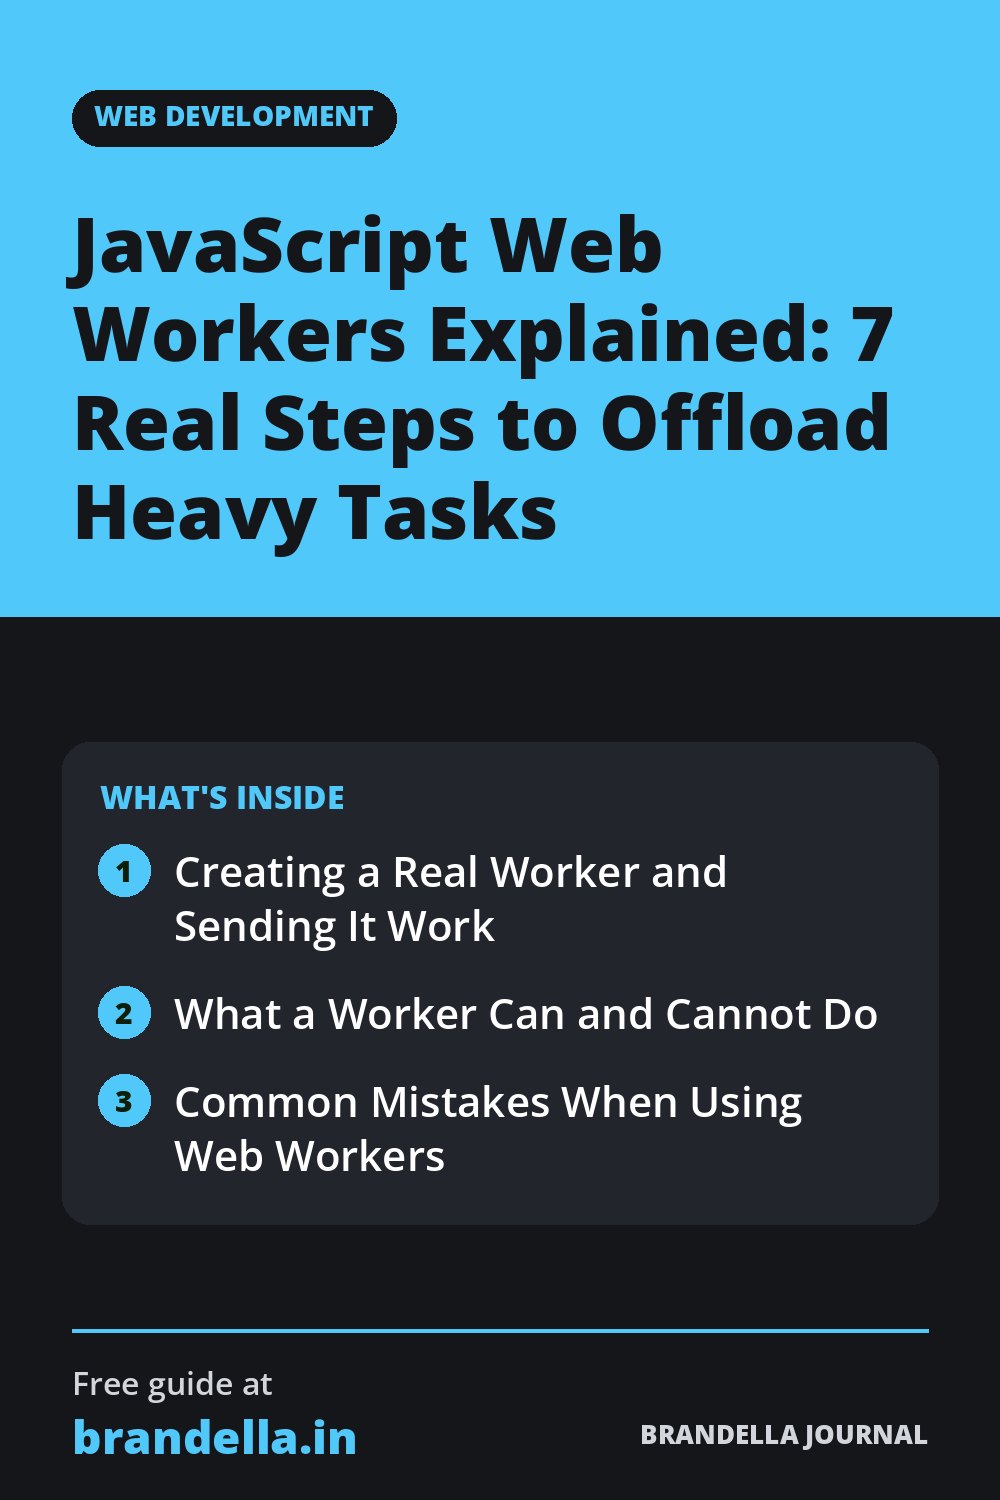 WEB DEVELOPMENT
JavaScript Web
Workers Explained: 7
Real Steps to Offload
Heavy Tasks
WHAT'S INSIDE
1 Creating a Real Worker and
Sending It Work
2 What a Worker Can and Cannot Do
3 Common Mistakes When Using
Web Workers
Free guide at
brandella.in
BRANDELLA JOURNAL